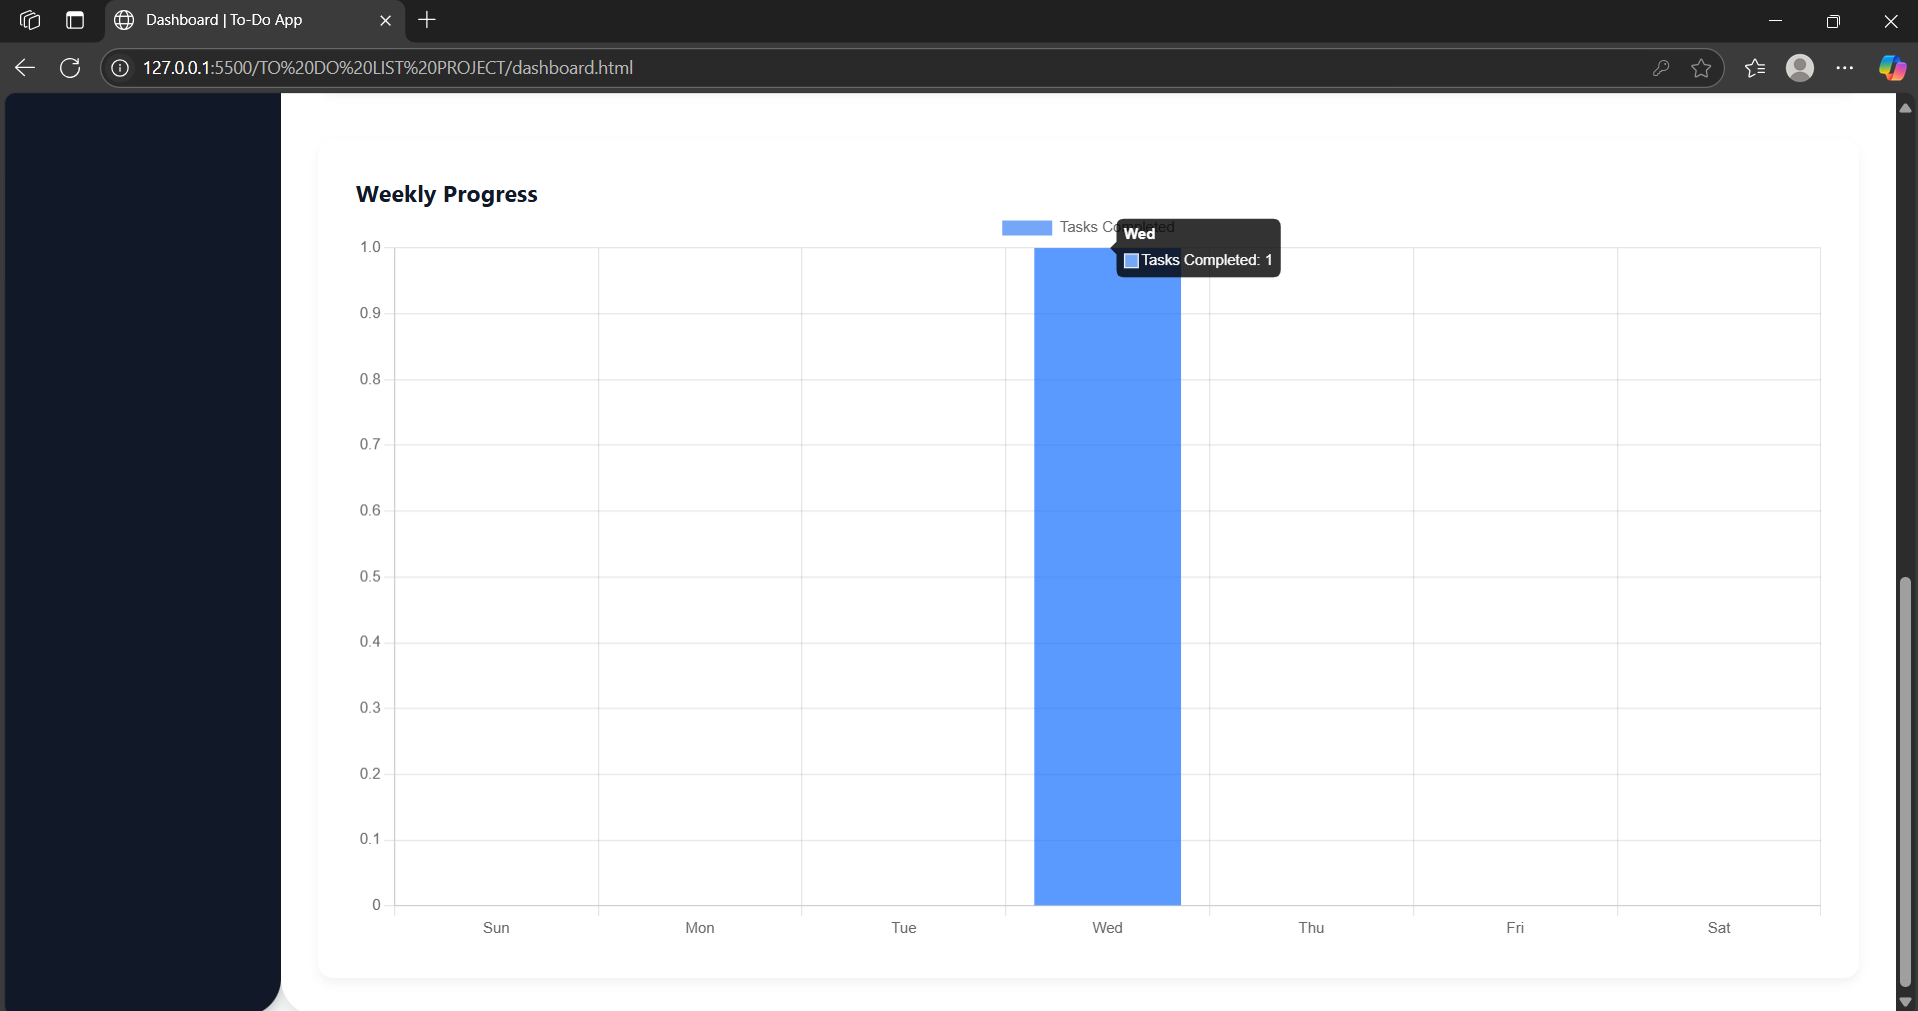 Dashboard | To-Do App
127.0.0.1:5500/TO%20DO%20LIST%20PROJECT/dashboard.html
Weekly Progress
Tasks Completed
Wed
Tasks Completed: 1
1.0
0.9
0.8
0.7
0.6
0.5
0.4
0.3
0.2
0.1
0
Sun Mon Tue Wed Thu Fri Sat